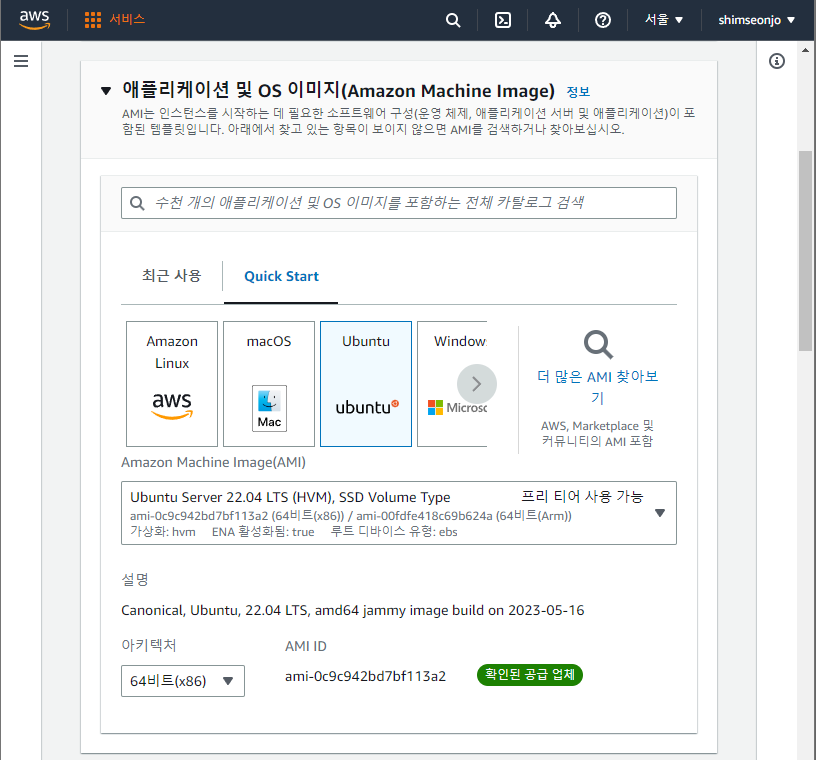 aws 서비스 서울 shimseonjo
애플리케이션 및 OS 이미지(Amazon Machine Image) 정보
AMI는 인스턴스를 시작하는 데 필요한 소프트웨어 구성(운영 체제, 애플리케이션 서버 및 애플리케이션)이 포
함된 템플릿입니다. 아래에서 찾고 있는 항목이 보이지 않으면 AMI를 검색하거나 찾아보십시오.
수천 개의 애플리케이션 및 OS 이미지를 포함하는 전체 카탈로그 검색
최근 사용 Quick Start
Amazon
Linux
aws
macOS
Mac
Ubuntu
ubuntu
Window
Microsc
더 많은 AMI 찾아보
기
AWS, Marketplace 및
커뮤니티의 AMI 포함
Amazon Machine Image(AMI)
Ubuntu Server 22.04 LTS (HVM), SSD Volume Type 프리 티어 사용 가능
ami-0c9c942bd7bf113a2 (64비트(x86)) / ami-00fdfe418c69b624a (64비트(Arm))
가상화: hvm ENA 활성화됨: true 루트 디바이스 유형: ebs
설명
Canonical, Ubuntu, 22.04 LTS, amd64 jammy image build on 2023-05-16
아키텍처 AMI ID
64비트(x86) ami-0c9c942bd7bf113a2 확인된 공급 업체